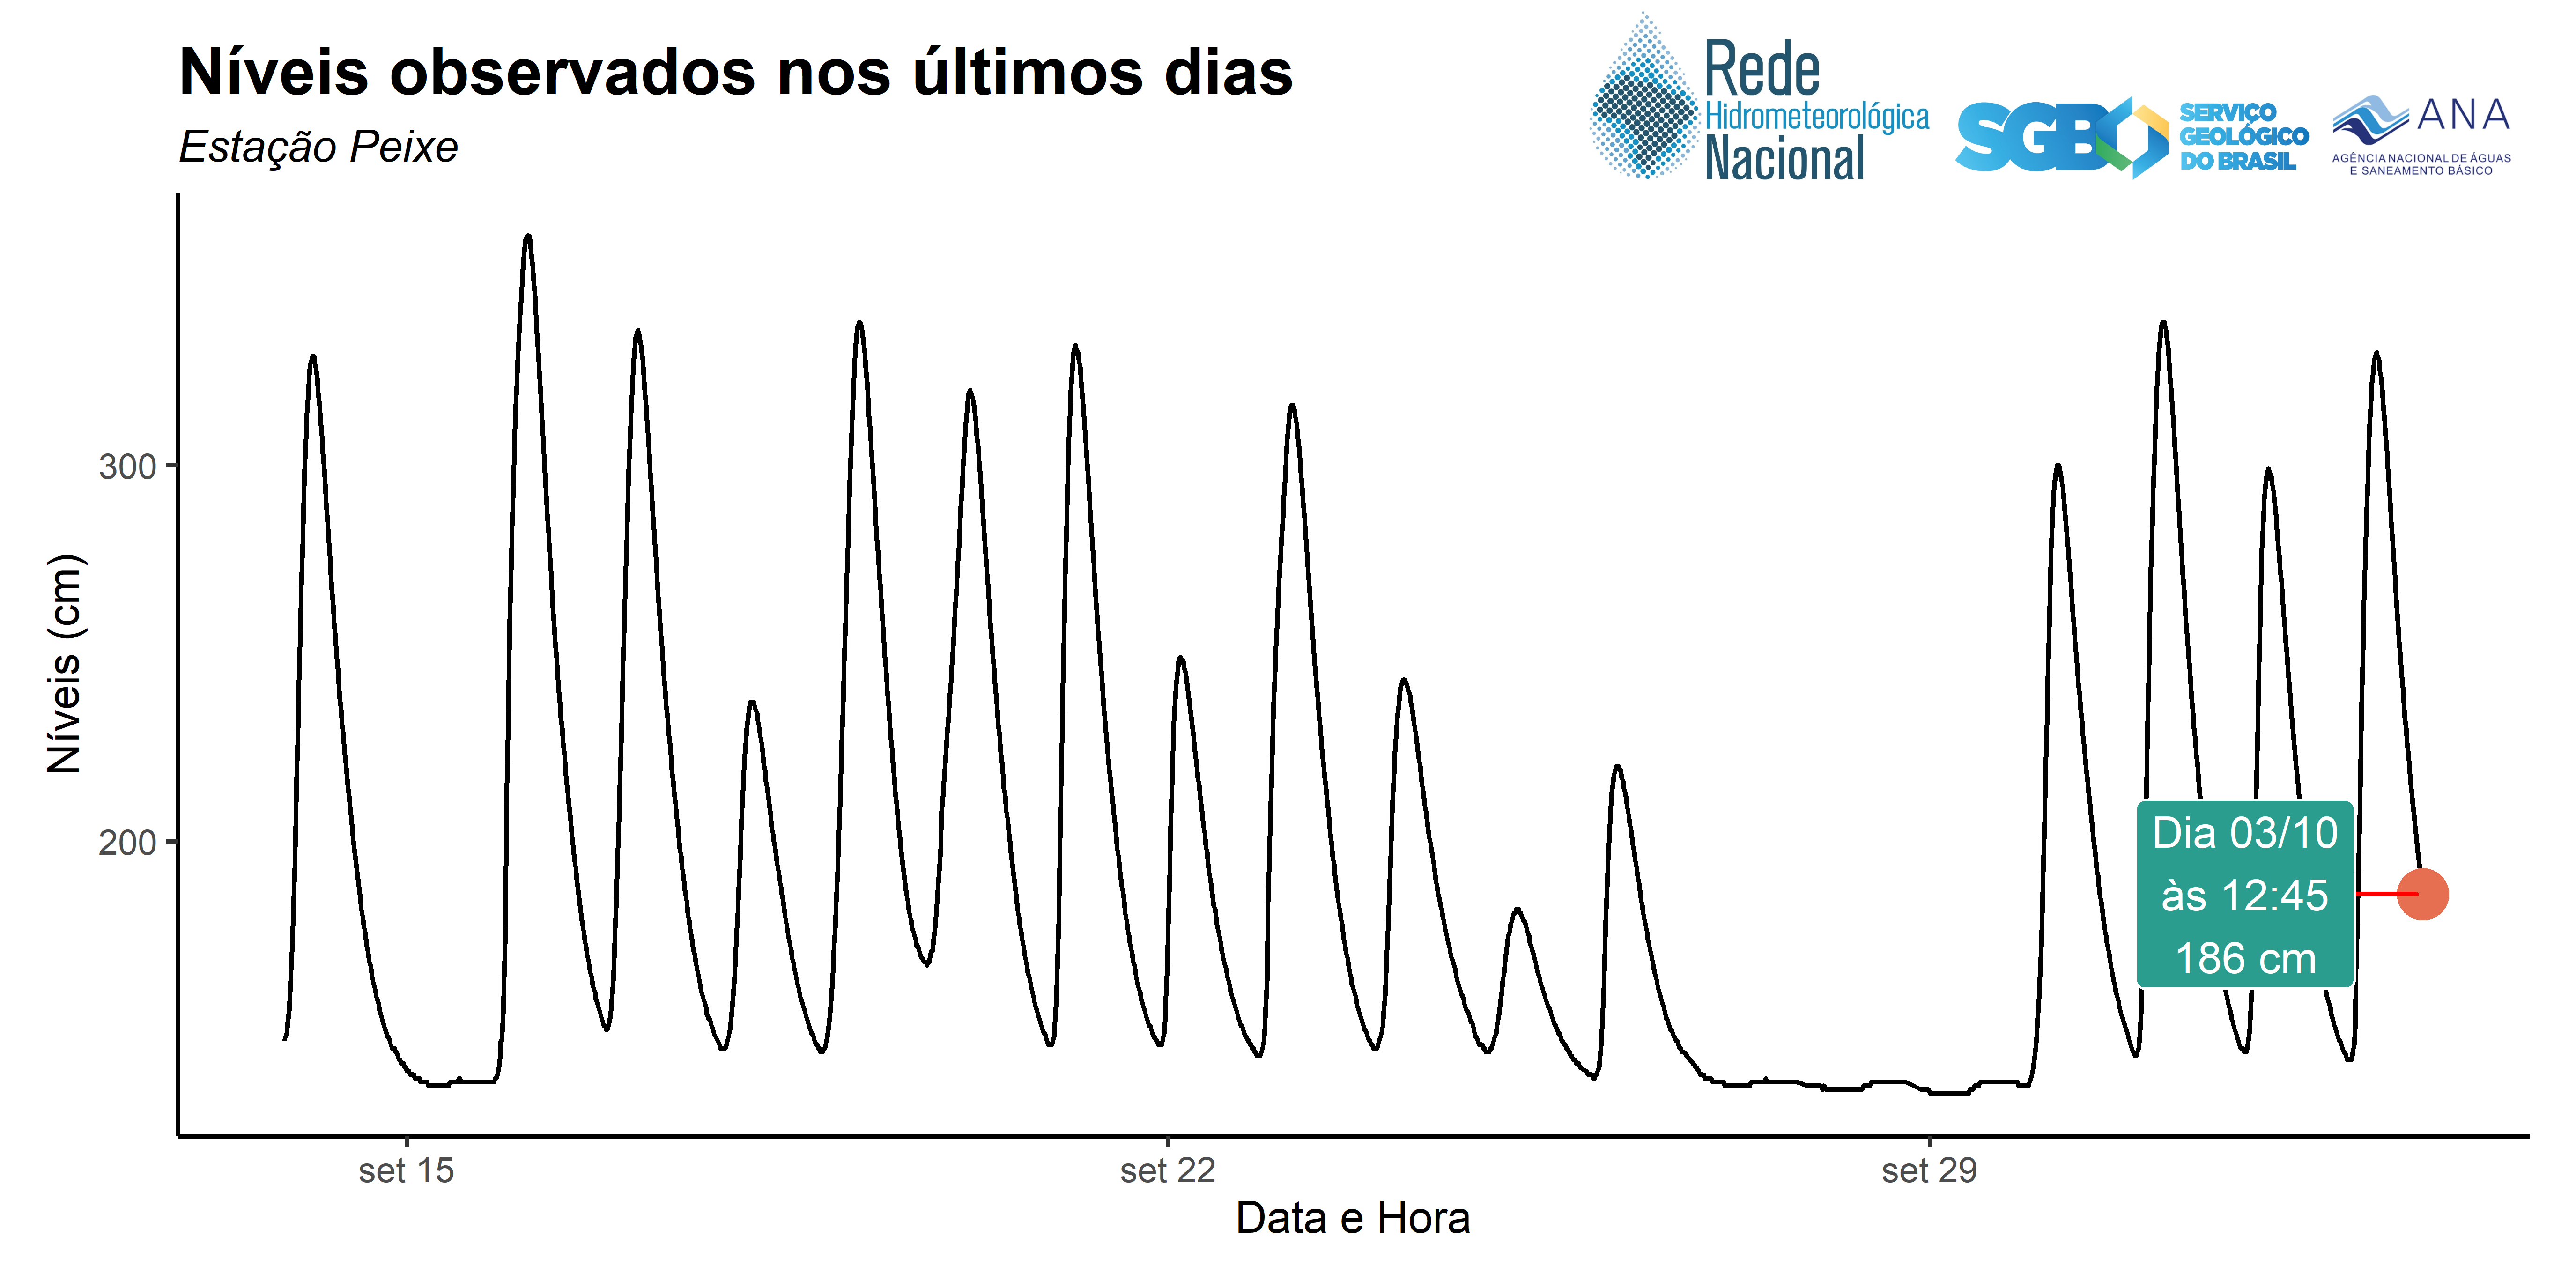 Níveis observados nos últimos dias
Estação Peixe
Rede
Hidrometeorológica
Nacional
SGB
SERVIÇO
GEOLÓGICO
DO BRASIL
ANA
AGÊNCIA NACIONAL DE ÁGUAS
E SANEAMENTO BÁSICO
Níveis (cm)
300
200
Dia 03/10
às 12:45
186 cm
set 15
set 22
set 29
Data e Hora